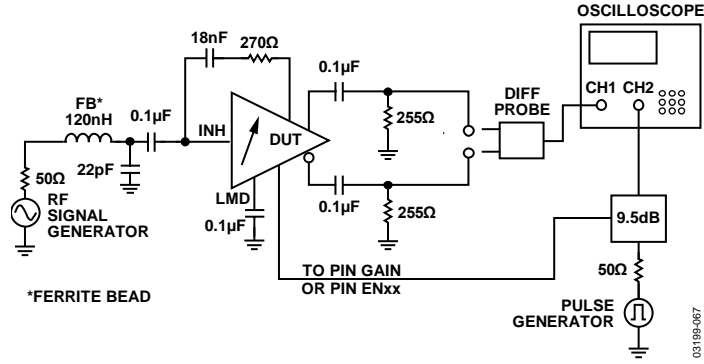 OSCILLOSCOPE
18nF
270Ω
0.1µF
DIFF
PROBE
CH1
CH2
FB*
120nH
0.1µF
INH
DUT
255Ω
22pF
50Ω
LMD
0.1µF
0.1µF
255Ω
9.5dB
RF
SIGNAL
GENERATOR
50Ω
TO PIN GAIN
OR PIN ENxx
*FERRITE BEAD
PULSE
GENERATOR
03199-067